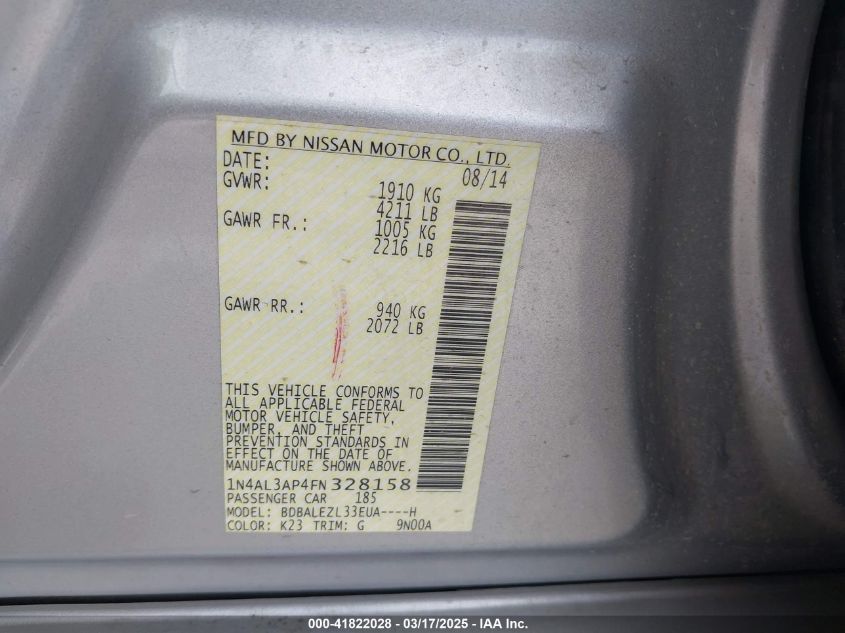 MFD BY NISSAN MOTOR CO., LTD.
DATE: 08/14
GVWR: 1910 KG
4211 LB
GAWR FR.: 1005 KG
2216 LB
GAWR RR.: 940 KG
2072 LB
THIS VEHICLE CONFORMS TO
ALL APPLICABLE FEDERAL
MOTOR VEHICLE SAFETY,
BUMPER, AND THEFT
PREVENTION STANDARDS IN
EFFECT ON THE DATE OF
MANUFACTURE SHOWN ABOVE.
1N4AL3AP4FN328158
PASSENGER CAR 185
MODEL: BDBALEZL33EUA----H
COLOR: K23 TRIM: G 9N00A
000-41822028 - 03/17/2025 - IAA Inc.